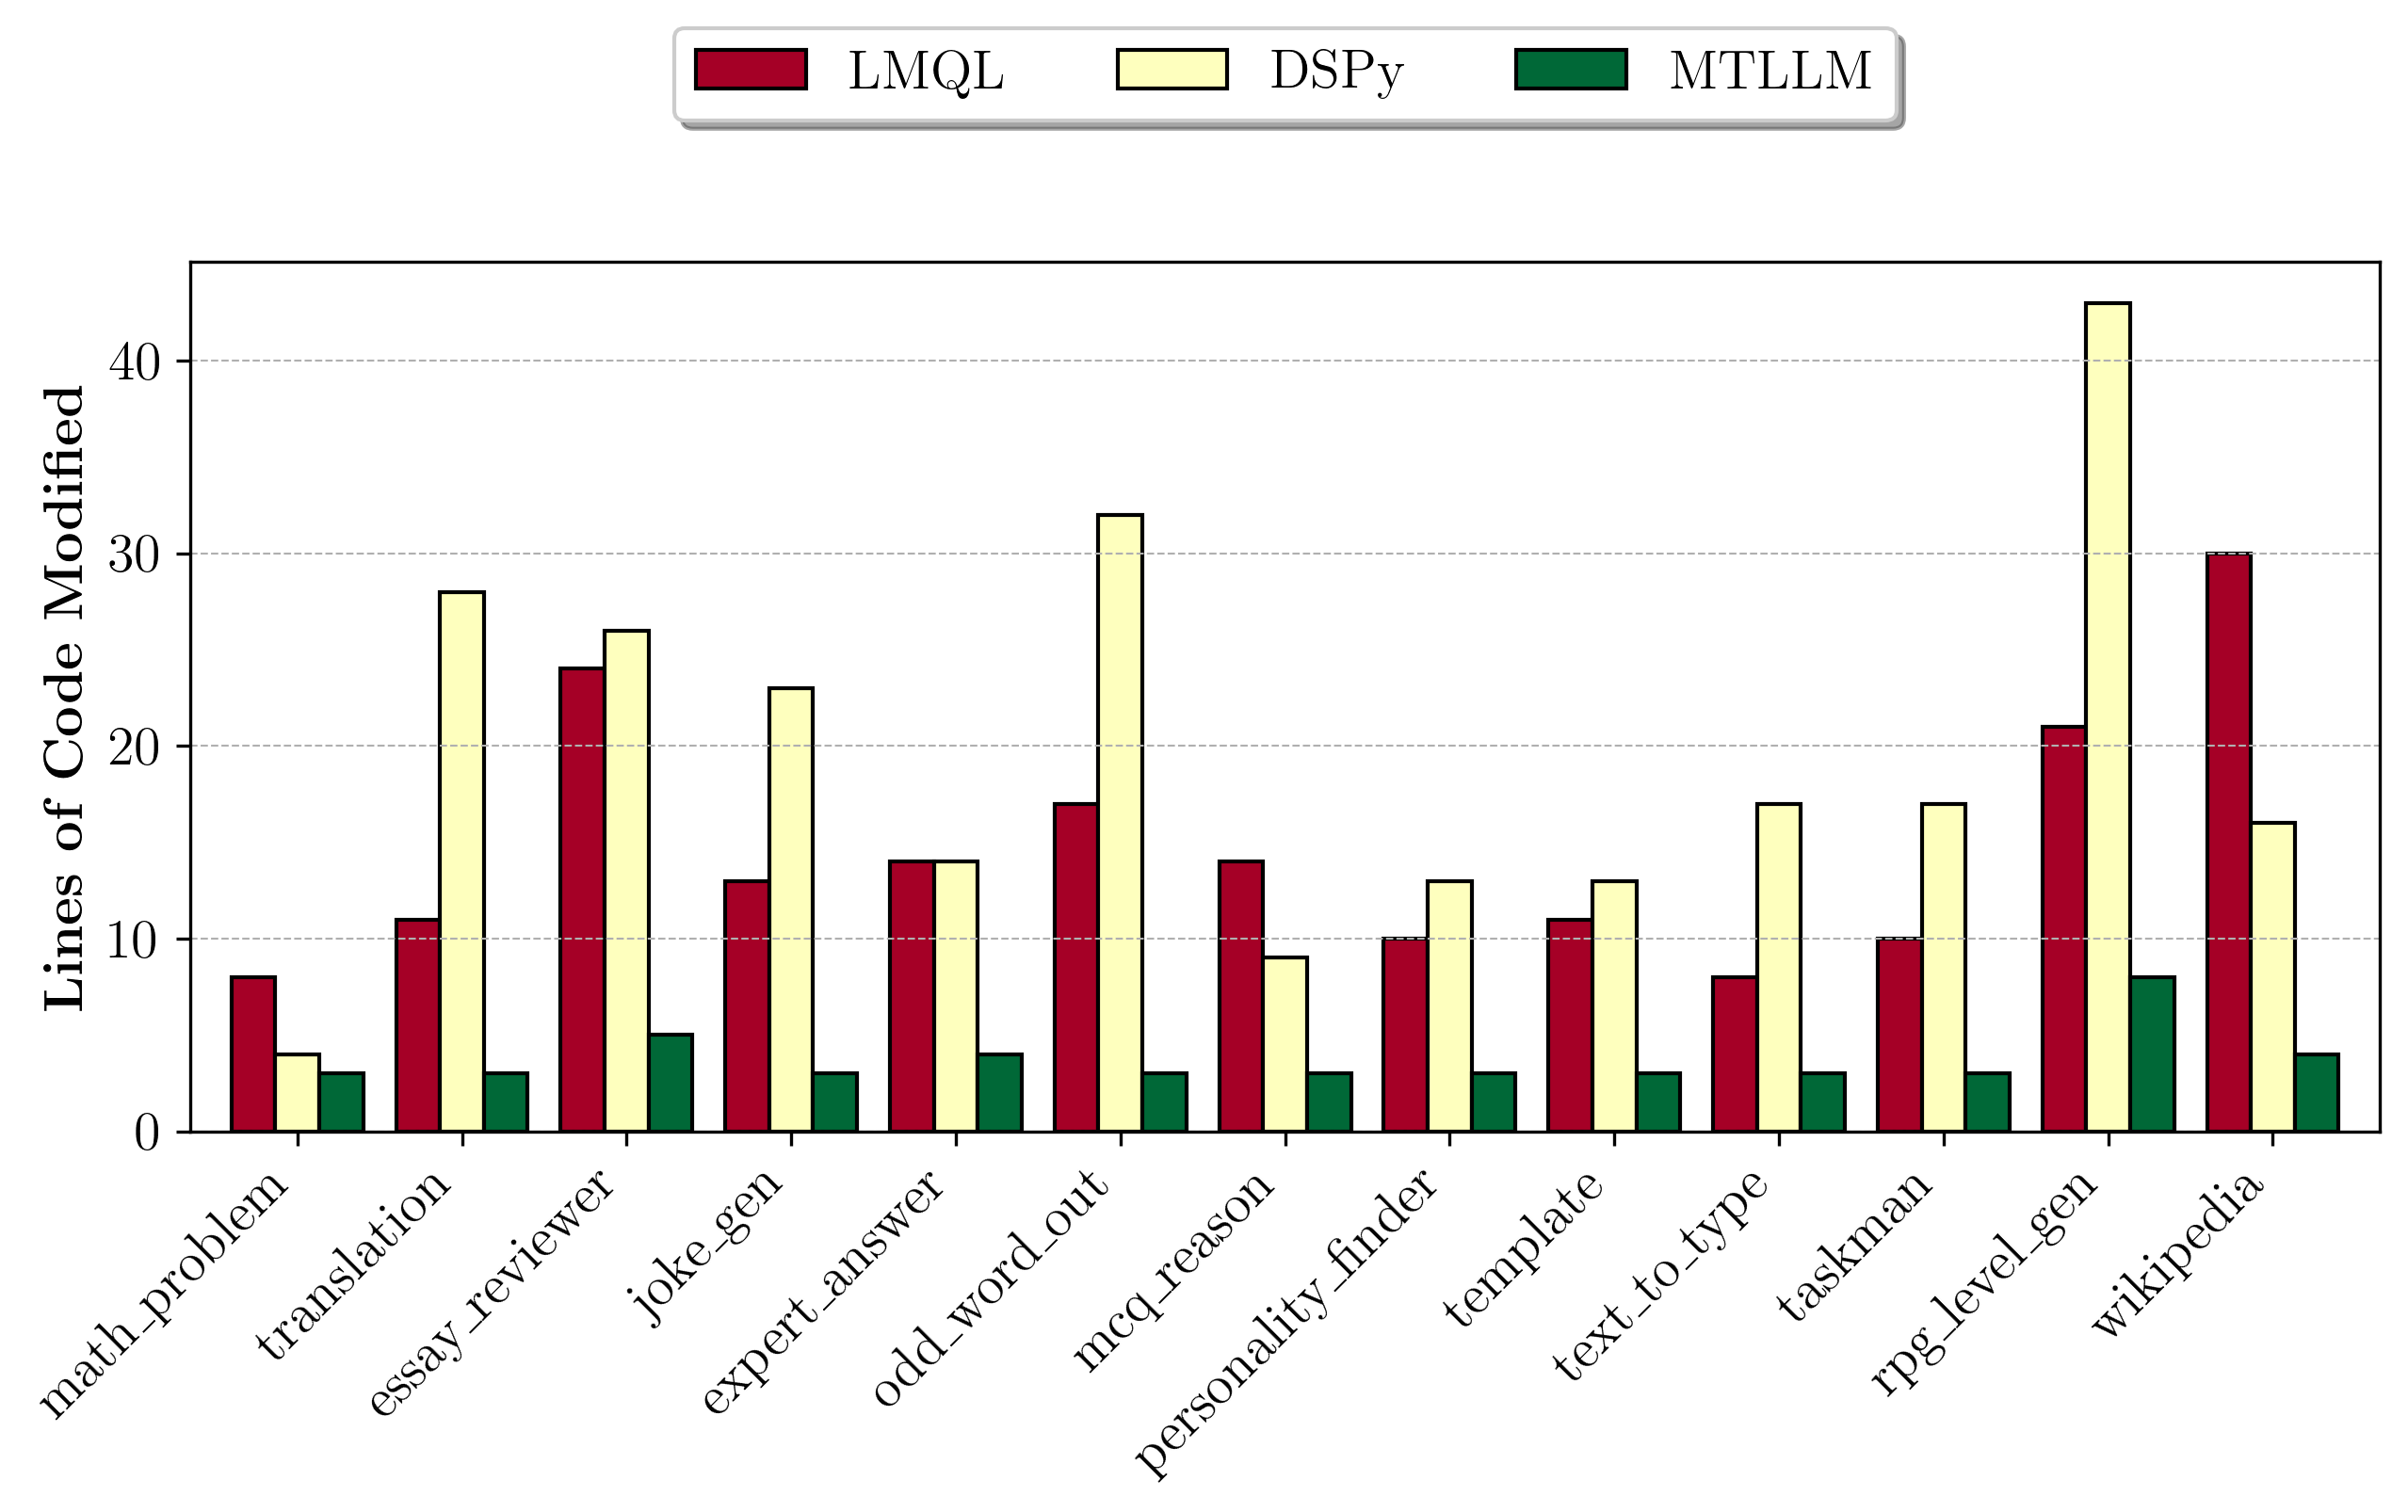 LMQL DSPy MTLLM
Lines of Code Modified
40
30
20
10
0
math_problem
translation
essay_reviewer
joke_gen
expert_answer
odd_word_out
mcq_reason
personality_finder
template
text_to_type
taskman
rpg_level_gen
wikipedia